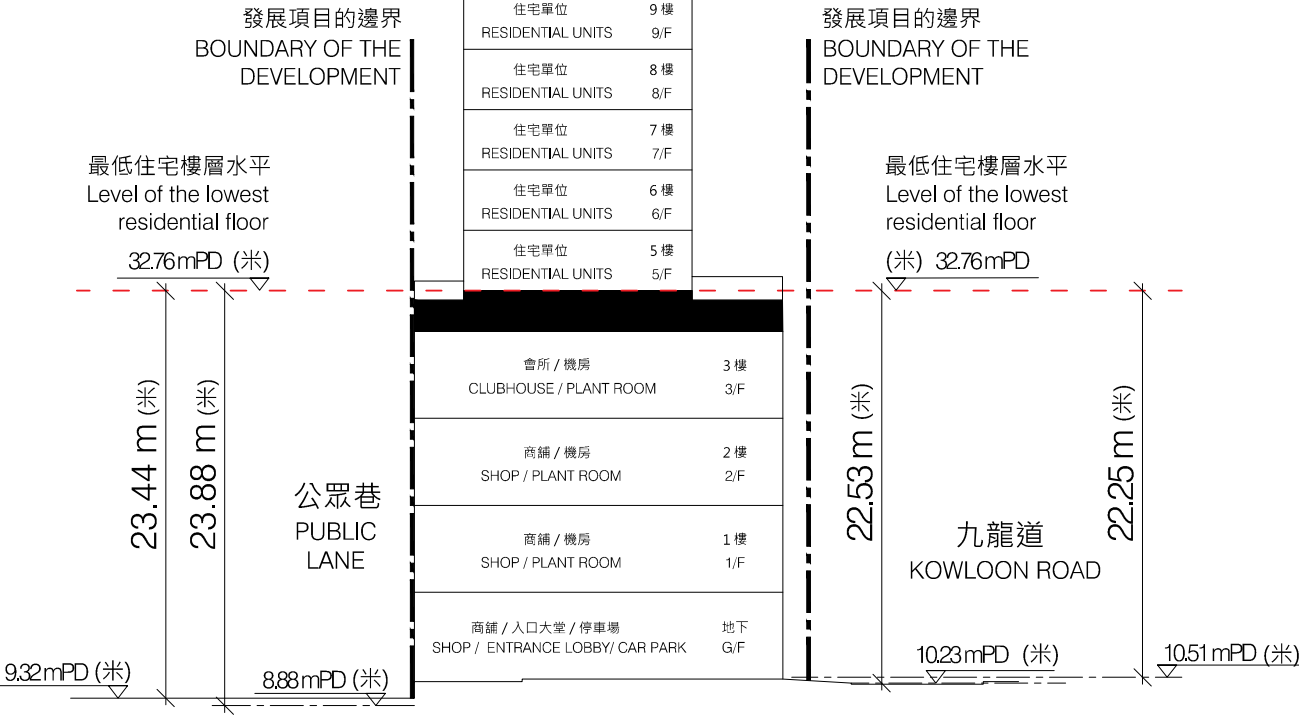 發展項目的邊界
BOUNDARY OF THE
DEVELOPMENT
住宅單位 9 樓
RESIDENTIAL UNITS 9/F
住宅單位 8 樓
RESIDENTIAL UNITS 8/F
住宅單位 7 樓
RESIDENTIAL UNITS 7/F
住宅單位 6 樓
RESIDENTIAL UNITS 6/F
住宅單位 5 樓
RESIDENTIAL UNITS 5/F
發展項目的邊界
BOUNDARY OF THE
DEVELOPMENT
最低住宅樓層水平
Level of the lowest
residential floor
32.76mPD (米)
最低住宅樓層水平
Level of the lowest
residential floor
(米) 32.76mPD
會所 / 機房 3 樓
CLUBHOUSE / PLANT ROOM 3/F
商舖 / 機房 2 樓
SHOP / PLANT ROOM 2/F
商舖 / 機房 1 樓
SHOP / PLANT ROOM 1/F
商舖 / 入口大堂 / 停車場 地下
SHOP / ENTRANCE LOBBY/ CAR PARK G/F
23.44 m (米)
23.88 m (米)
公眾巷
PUBLIC
LANE
22.53 m (米)
九龍道
KOWLOON ROAD
22.25 m (米)
9.32mPD (米)
8.88mPD (米)
10.23mPD (米)
10.51mPD (米)